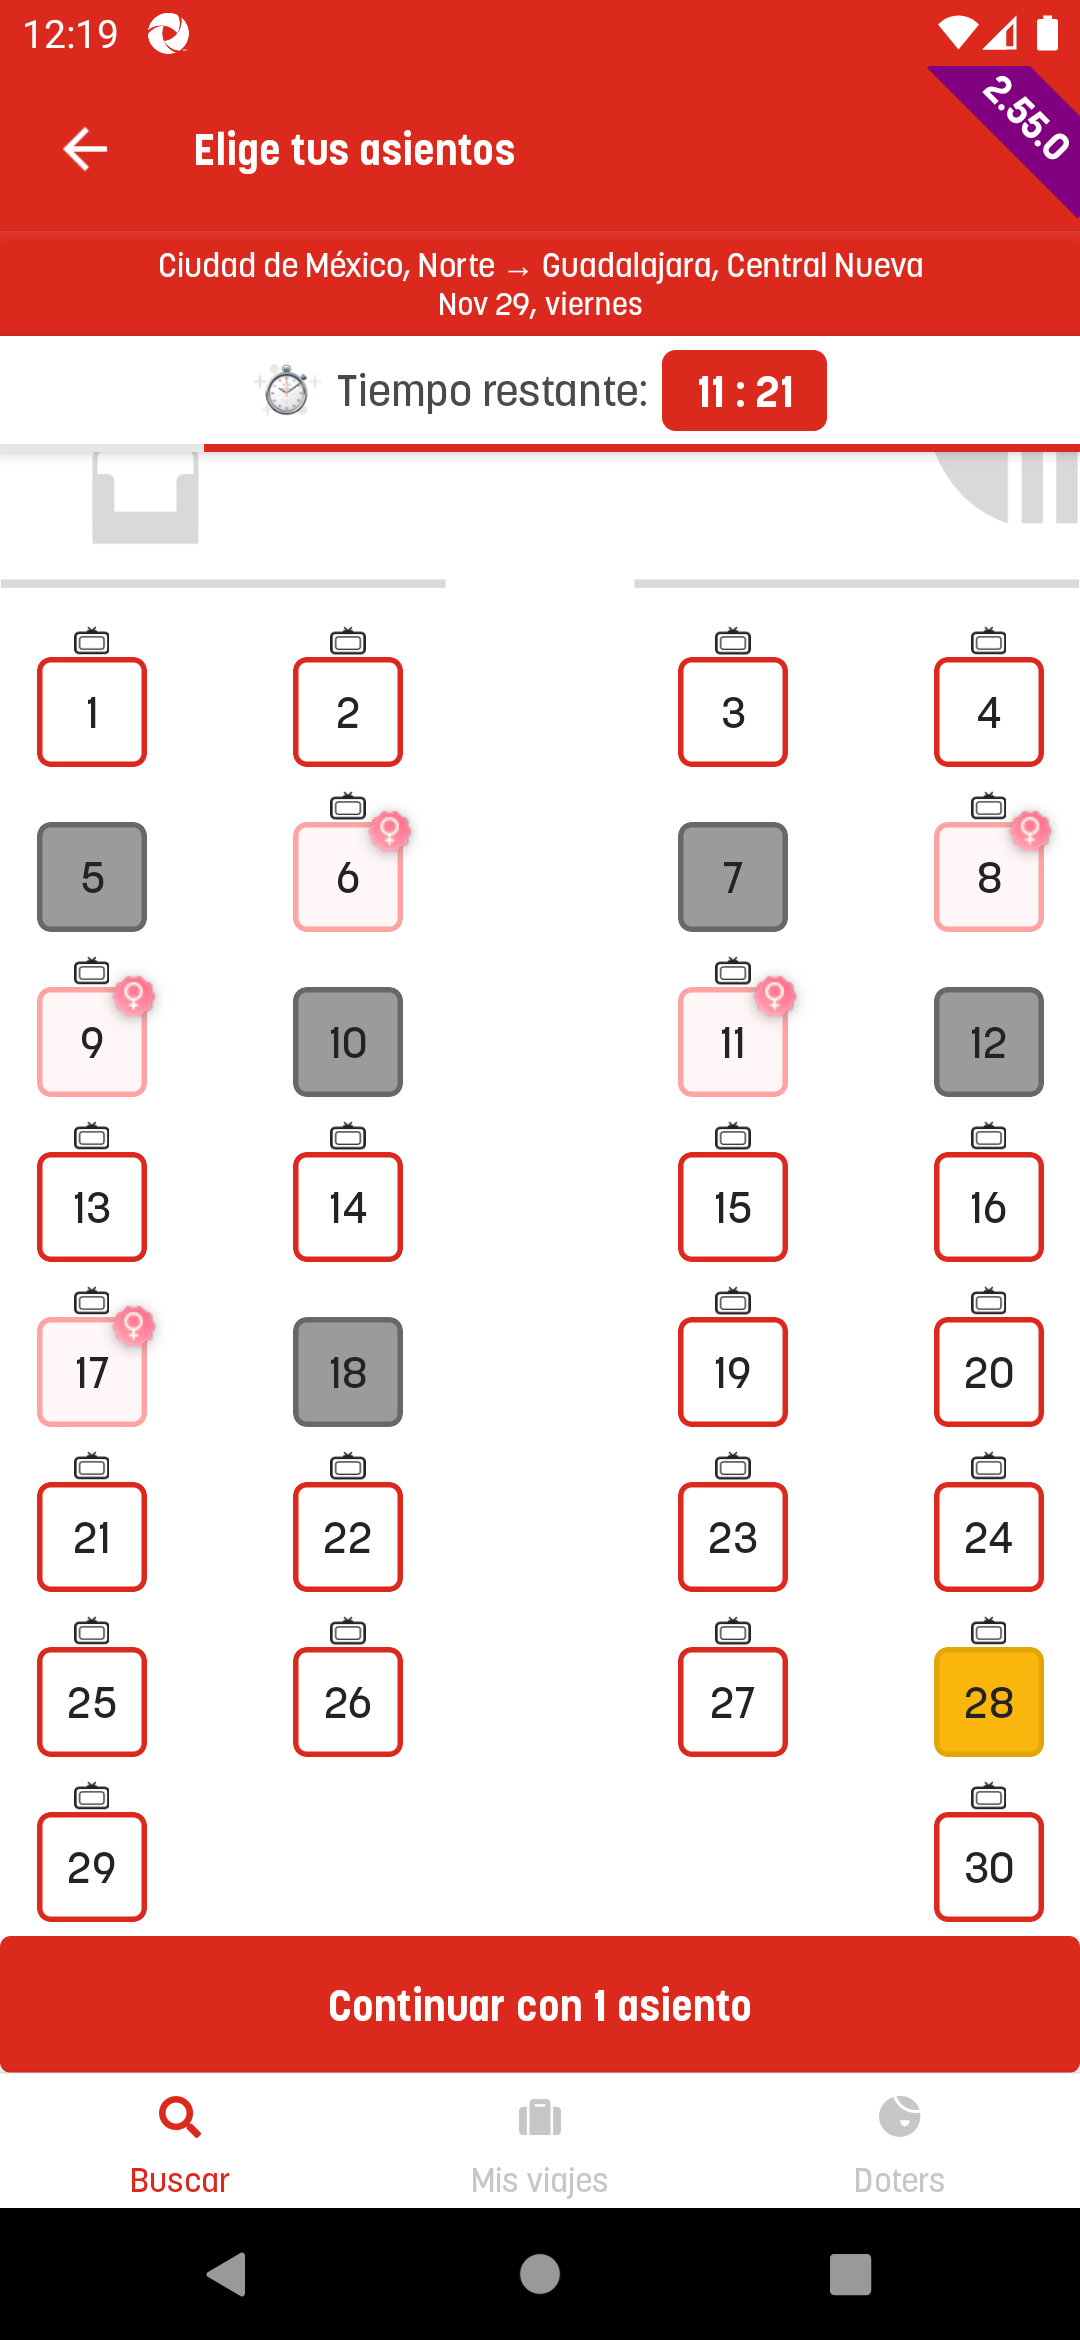 12:19
2.55.0
Elige tus asientos
Ciudad de México, Norte → Guadalajara, Central Nueva
Nov 29, viernes
Tiempo restante: 11 : 21
1 2 3 4
5 6 7 8
9 10 11 12
13 14 15 16
17 18 19 20
21 22 23 24
25 26 27 28
29 30
Continuar con 1 asiento
Buscar Mis viajes Doters